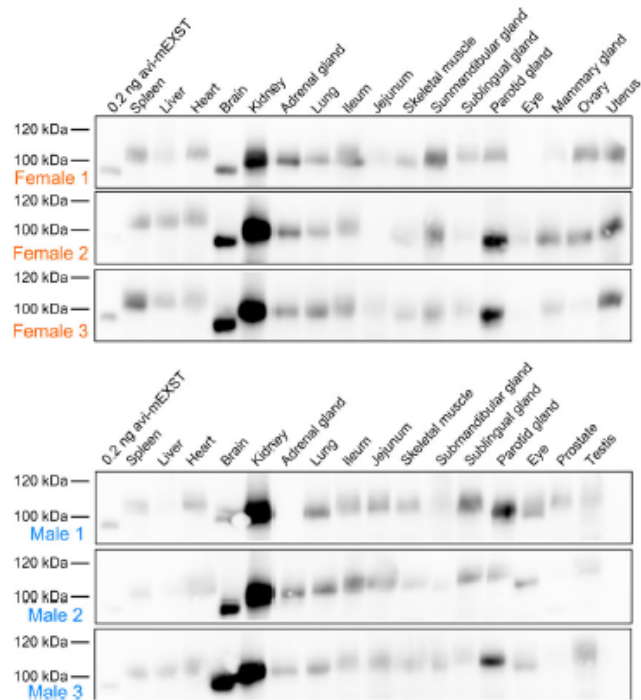 0.2 ng avi-mEXST
Spleen
Liver
Heart
Brain
Kidney
Adrenal gland
Lung
Ileum
Jejunum
Skeletal muscle
Sunmandibular gland
Sublingual gland
Parotid gland
Eye
Mammary gland
Ovary
Uterus
120 kDa
100 kDa
Female 1
120 kDa
100 kDa
Female 2
120 kDa
100 kDa
Female 3
0.2 ng avi-mEXST
Spleen
Liver
Heart
Brain
Kidney
Adrenal gland
Lung
Ileum
Jejunum
Skeletal muscle
Submandibular gland
Sublingual gland
Parotid gland
Eye
Prostate
Testis
120 kDa
100 kDa
Male 1
120 kDa
100 kDa
Male 2
120 kDa
100 kDa
Male 3